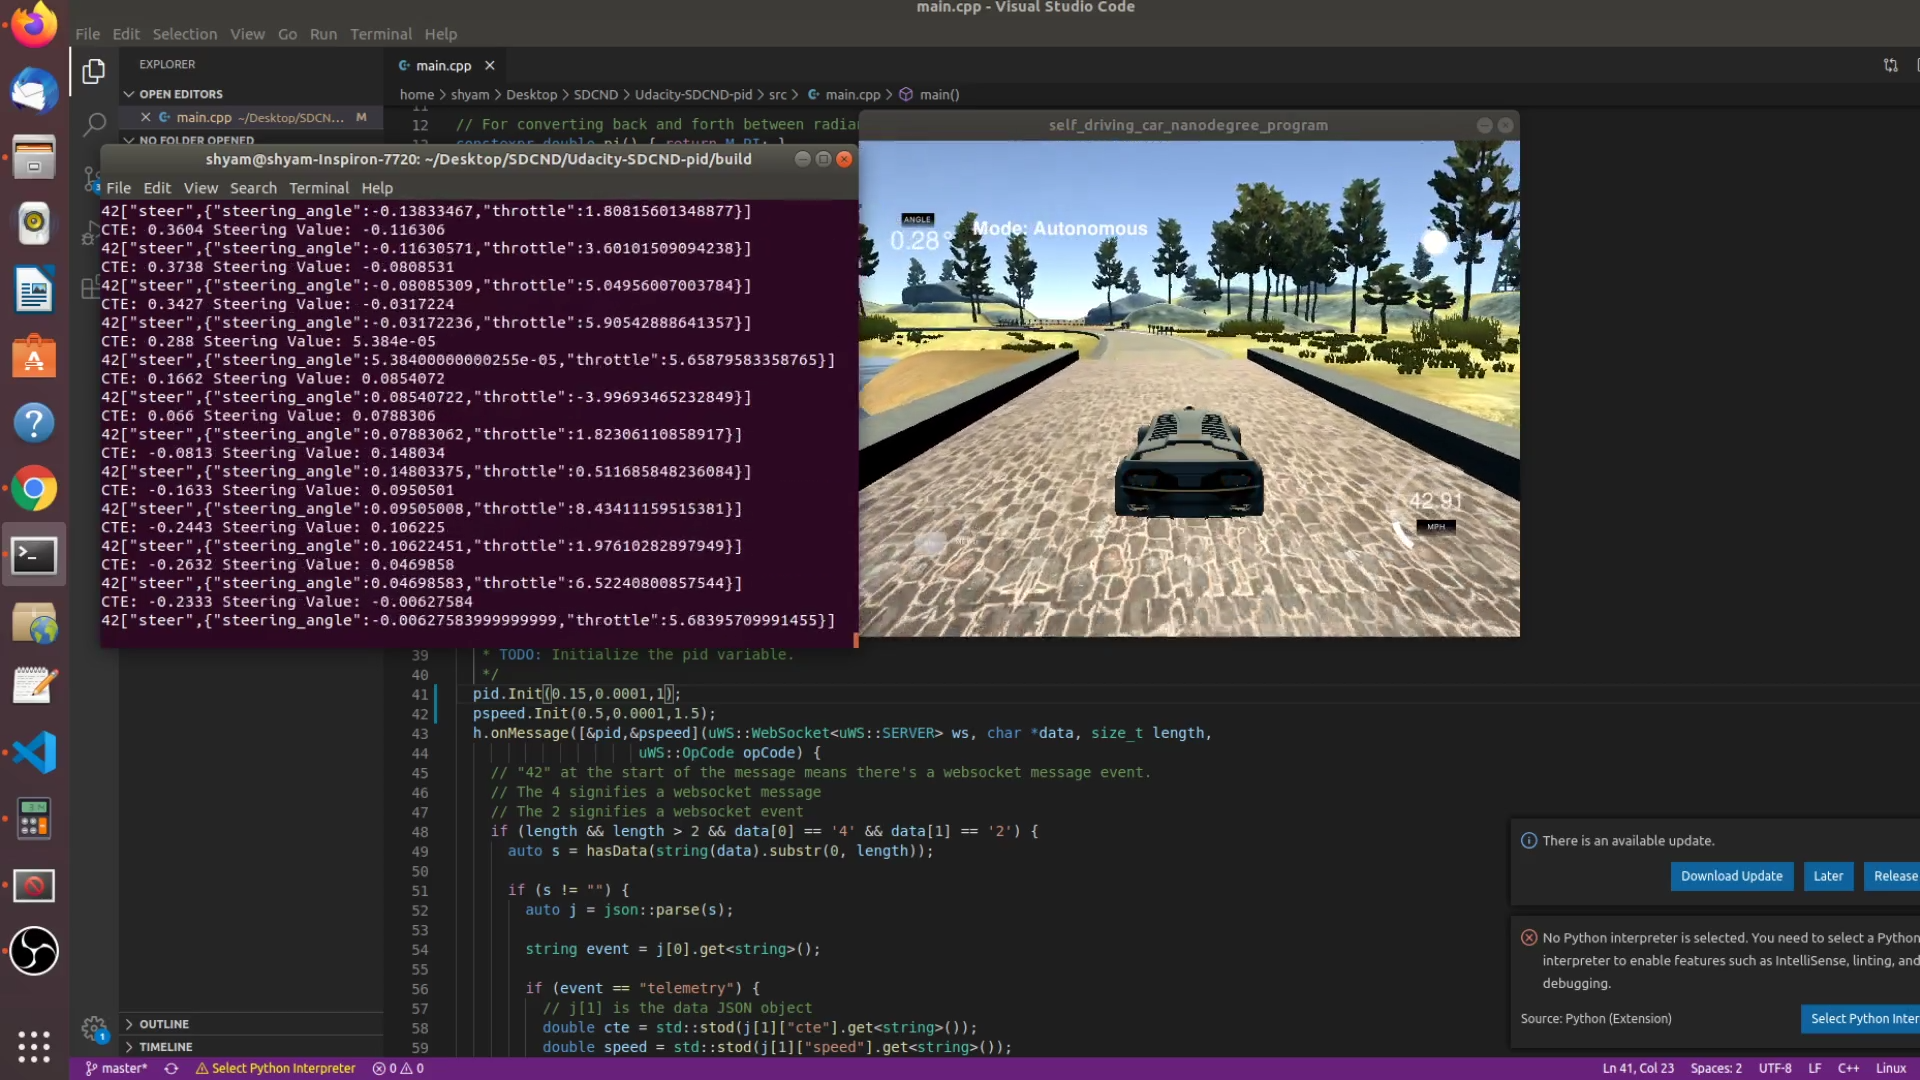 main.cpp - Visual Studio Code
File Edit Selection View Go Run Terminal Help
EXPLORER
OPEN EDITORS
main.cpp ~/Desktop/SDCN... M
NO FOLDER OPENED
main.cpp
home > shyam > Desktop > SDCND > Udacity-SDCND-pid > src > main.cpp > main()
12 // For converting back and forth between radia
shyam@shyam-Inspiron-7720: ~/Desktop/SDCND/Udacity-SDCND-pid/build
File Edit View Search Terminal Help
42["steer",{"steering_angle":-0.13833467,"throttle":1.80815601348877}]
CTE: 0.3604 Steering Value: -0.116306
42["steer",{"steering_angle":-0.11630571,"throttle":3.60101509094238}]
CTE: 0.3738 Steering Value: -0.0808531
42["steer",{"steering_angle":-0.08085309,"throttle":5.04956007003784}]
CTE: 0.3427 Steering Value: -0.0317224
42["steer",{"steering_angle":-0.03172236,"throttle":5.90542888641357}]
CTE: 0.288 Steering Value: 5.384e-05
42["steer",{"steering_angle":5.38400000000255e-05,"throttle":5.65879583358765}]
CTE: 0.1662 Steering Value: 0.0854072
42["steer",{"steering_angle":0.08540722,"throttle":-3.99693465232849}]
CTE: 0.066 Steering Value: 0.0788306
42["steer",{"steering_angle":0.07883062,"throttle":1.82306110858917}]
CTE: -0.0813 Steering Value: 0.148034
42["steer",{"steering_angle":0.14803375,"throttle":0.511685848236084}]
CTE: -0.1633 Steering Value: 0.0950501
42["steer",{"steering_angle":0.09505008,"throttle":8.43411159515381}]
CTE: -0.2443 Steering Value: 0.106225
42["steer",{"steering_angle":0.10622451,"throttle":1.97610282897949}]
CTE: -0.2632 Steering Value: 0.0469858
42["steer",{"steering_angle":0.04698583,"throttle":6.52240800857544}]
CTE: -0.2333 Steering Value: -0.00627584
42["steer",{"steering_angle":-0.00627583999999999,"throttle":5.68395709991455}]
self_driving_car_nanodegree_program
ANGLE
0.28°
Mode: Autonomous
42.91
MPH
39 * TODO: Initialize the pid variable.
40 */
41 pid.Init(0.15,0.0001,1);
42 pspeed.Init(0.5,0.0001,1.5);
43 h.onMessage([&pid,&pspeed](uWS::WebSocket<uWS::SERVER> ws, char *data, size_t length,
44 uWS::OpCode opCode) {
45 // "42" at the start of the message means there's a websocket message event.
46 // The 4 signifies a websocket message
47 // The 2 signifies a websocket event
48 if (length && length > 2 && data[0] == '4' && data[1] == '2') {
49 auto s = hasData(string(data).substr(0, length));
50
51 if (s != "") {
52 auto j = json::parse(s);
53
54 string event = j[0].get<string>();
55
56 if (event == "telemetry") {
57 // j[1] is the data JSON object
58 double cte = std::stod(j[1]["cte"].get<string>());
59 double speed = std::stod(j[1]["speed"].get<string>());
There is an available update.
Download Update Later Release
No Python interpreter is selected. You need to select a Python
interpreter to enable features such as IntelliSense, linting, and
debugging.
Source: Python (Extension) Select Python Inter
OUTLINE
TIMELINE
master* Select Python Interpreter 0 0 Ln 41, Col 23 Spaces: 2 UTF-8 LF C++ Linux